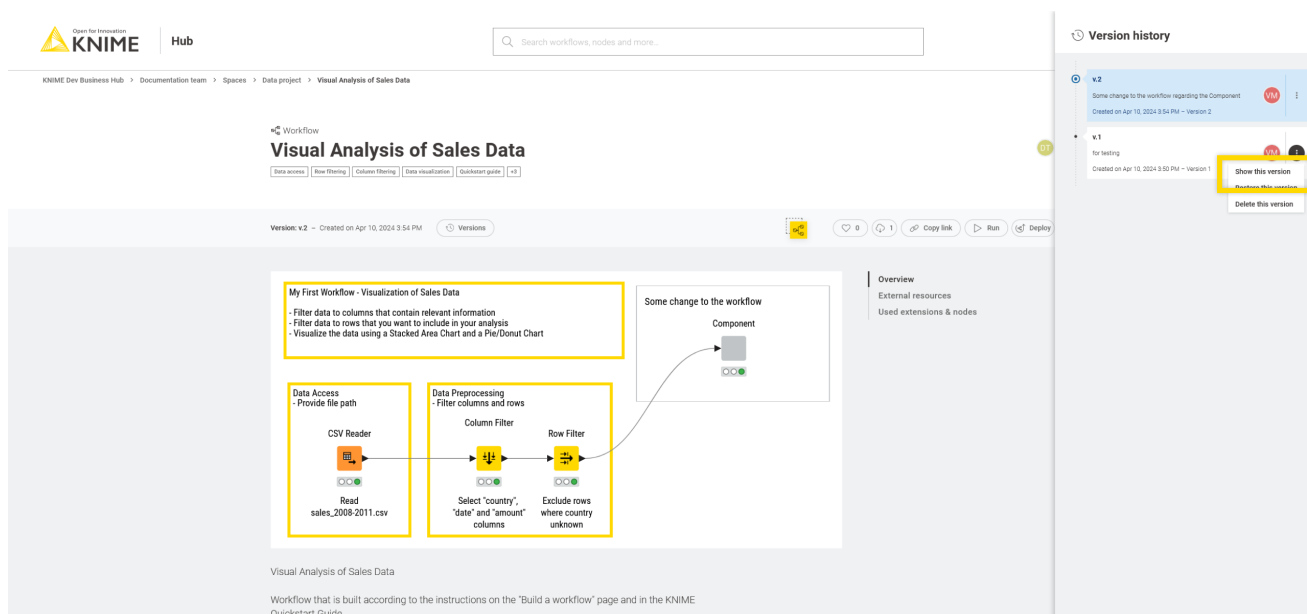 Open for Innovation
KNIME
Hub
Search workflows, nodes and more...
KNIME Dev Business Hub > Documentation team > Spaces > Data project > Visual Analysis of Sales Data
Workflow
Visual Analysis of Sales Data
Data access
Row filtering
Column filtering
Data visualization
Quickstart guide
+3
DT
Version: v.2 – Created on Apr 10, 2024 3:54 PM
Versions
0
1
Copy link
Run
Deploy
My First Workflow - Visualization of Sales Data
- Filter data to columns that contain relevant information
- Filter data to rows that you want to include in your analysis
- Visualize the data using a Stacked Area Chart and a Pie/Donut Chart
Some change to the workflow
Component
Data Access
- Provide file path
CSV Reader
Read
sales_2008-2011.csv
Data Preprocessing
- Filter columns and rows
Column Filter
Select "country",
"date" and "amount"
columns
Row Filter
Exclude rows
where country
unknown
Overview
External resources
Used extensions & nodes
Visual Analysis of Sales Data
Workflow that is built according to the instructions on the "Build a workflow" page and in the KNIME
Quickstart Guide
Version history
v.2
Some change to the workflow regarding the Component
Created on Apr 10, 2024 3:54 PM – Version 2
VM
v.1
for testing
Created on Apr 10, 2024 3:50 PM – Version 1
VM
Show this version
Restore this version
Delete this version